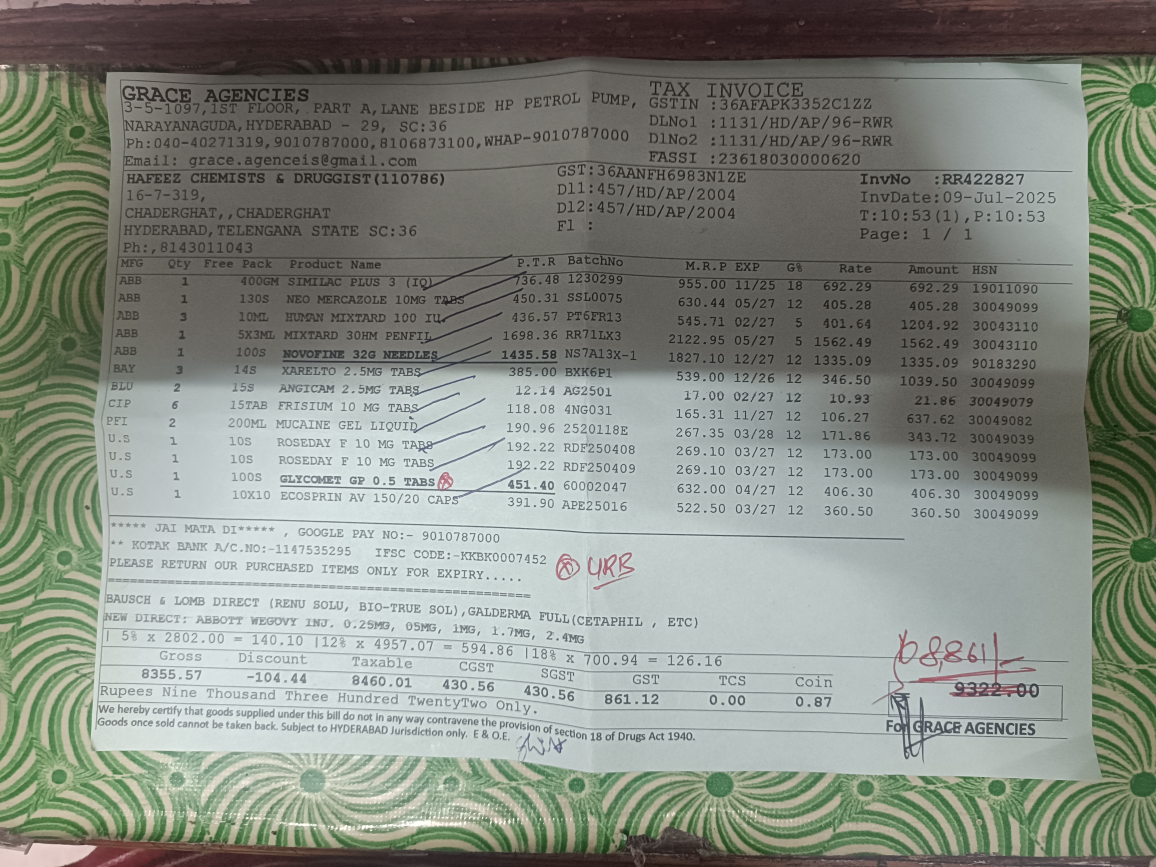 GRACE AGENCIES
3-5-1097,1ST FLOOR, PART A,LANE BESIDE HP PETROL PUMP,
NARAYANAGUDA,HYDERABAD - 29, SC:36
Ph:040-40271319,9010787000,8106873100,WHAP-9010787000
Email: grace.agenceis@gmail.com
TAX INVOICE
GSTIN :36AFAPK3352C1ZZ
DLNo1 :1131/HD/AP/96-RWR
DlNo2 :1131/HD/AP/96-RWR
FASSI :23618030000620
HAFEEZ CHEMISTS & DRUGGIST(110786)
16-7-319,
CHADERGHAT,,CHADERGHAT
HYDERABAD,TELENGANA STATE SC:36
Ph:,8143011043
GST:36AANFH6983N1ZE
Dl1:457/HD/AP/2004
Dl2:457/HD/AP/2004
Fl :
InvNo :RR422827
InvDate:09-Jul-2025
T:10:53(1),P:10:53
Page: 1 / 1
MFG Qty Free Pack Product Name P.T.R BatchNo M.R.P EXP G% Rate Amount HSN
ABB 1 400GM SIMILAC PLUS 3 (IQ) 736.48 1230299 955.00 11/25 18 692.29 692.29 19011090
ABB 1 130S NEO MERCAZOLE 10MG TABS 450.31 SSL0075 630.44 05/27 12 405.28 405.28 30049099
ABB 3 10ML HUMAN MIXTARD 100 IU 436.57 PT6FR13 545.71 02/27 5 401.64 1204.92 30043110
ABB 1 5X3ML MIXTARD 30HM PENFIL 1698.36 RR71LX3 2122.95 05/27 5 1562.49 1562.49 30043110
ABB 1 100S NOVOFINE 32G NEEDLES 1435.58 NS7A13X-1 1827.10 12/27 12 1335.09 1335.09 90183290
BAY 3 14S XARELTO 2.5MG TABS 385.00 BXK6P1 539.00 12/26 12 346.50 1039.50 30049099
BLU 2 15S ANGICAM 2.5MG TABS 12.14 AG2501 17.00 02/27 12 10.93 21.86 30049079
CIP 6 15TAB FRISIUM 10 MG TABS 118.08 4NG031 165.31 11/27 12 106.27 637.62 30049082
PFI 2 200ML MUCAINE GEL LIQUID 190.96 2520118E 267.35 03/28 12 171.86 343.72 30049039
U.S 1 10S ROSEDAY F 10 MG TABS 192.22 RDF250408 269.10 03/27 12 173.00 173.00 30049099
U.S 1 10S ROSEDAY F 10 MG TABS 192.22 RDF250409 269.10 03/27 12 173.00 173.00 30049099
U.S 1 100S GLYCOMET GP 0.5 TABS 451.40 60002047 632.00 04/27 12 406.30 406.30 30049099
U.S 1 10X10 ECOSPRIN AV 150/20 CAPS 391.90 APE25016 522.50 03/27 12 360.50 360.50 30049099
***** JAI MATA DI***** , GOOGLE PAY NO:- 9010787000
** KOTAK BANK A/C.NO:-1147535295 IFSC CODE:-KKBK0007452
PLEASE RETURN OUR PURCHASED ITEMS ONLY FOR EXPIRY.....
URB
BAUSCH & LOMB DIRECT (RENU SOLU, BIO-TRUE SOL),GALDERMA FULL(CETAPHIL , ETC)
NEW DIRECT: ABBOTT WEGOVY INJ. 0.25MG, 05MG, 1MG, 1.7MG, 2.4MG
| 5% x 2802.00 = 140.10 |12% x 4957.07 = 594.86 |18% x 700.94 = 126.16
Gross Discount Taxable CGST SGST GST TCS Coin
8355.57 -104.44 8460.01 430.56 430.56 861.12 0.00 0.87
8,861/-
9322.00
Rupees Nine Thousand Three Hundred TwentyTwo Only.
We hereby certify that goods supplied under this bill do not in any way contravene the provision of section 18 of Drugs Act 1940.
Goods once sold cannot be taken back. Subject to HYDERABAD Jurisdiction only. E & O.E.
For GRACE AGENCIES